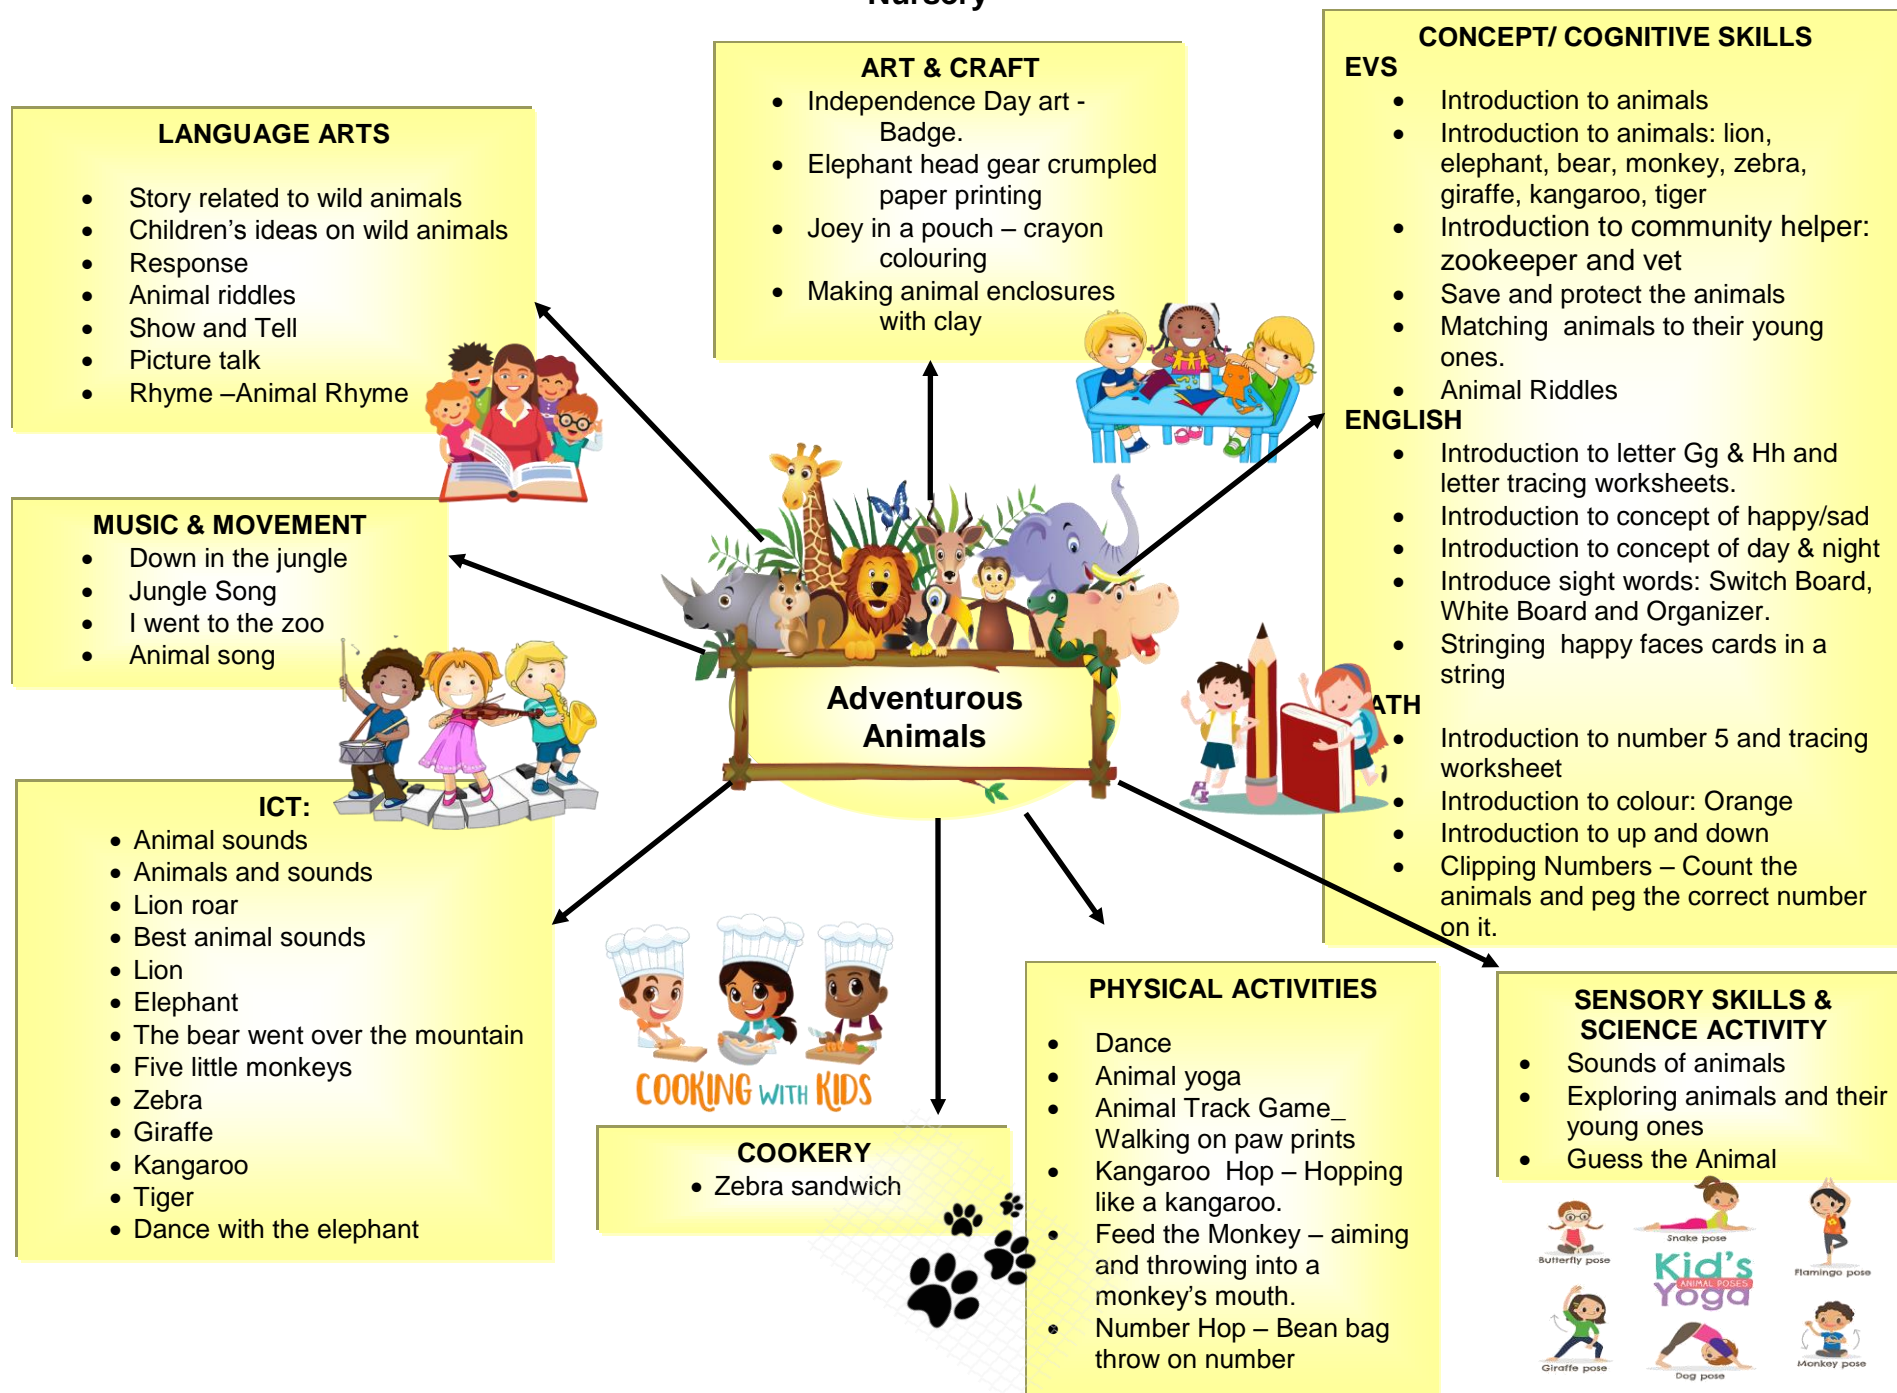 Nursery
LANGUAGE ARTS
• Story related to wild animals
• Children’s ideas on wild animals
• Response
• Animal riddles
• Show and Tell
• Picture talk
• Rhyme –Animal Rhyme
ART & CRAFT
• Independence Day art -
Badge.
• Elephant head gear crumpled
paper printing
• Joey in a pouch – crayon
colouring
• Making animal enclosures
with clay
CONCEPT/ COGNITIVE SKILLS
EVS
• Introduction to animals
• Introduction to animals: lion,
elephant, bear, monkey, zebra,
giraffe, kangaroo, tiger
• Introduction to community helper:
zookeeper and vet
• Save and protect the animals
• Matching animals to their young
ones.
• Animal Riddles
ENGLISH
• Introduction to letter Gg & Hh and
letter tracing worksheets.
• Introduction to concept of happy/sad
• Introduction to concept of day & night
• Introduce sight words: Switch Board,
White Board and Organizer.
• Stringing happy faces cards in a
string
ATH
• Introduction to number 5 and tracing
worksheet
• Introduction to colour: Orange
• Introduction to up and down
• Clipping Numbers – Count the
animals and peg the correct number
on it.
MUSIC & MOVEMENT
• Down in the jungle
• Jungle Song
• I went to the zoo
• Animal song
Adventurous
Animals
ICT:
• Animal sounds
• Animals and sounds
• Lion roar
• Best animal sounds
• Lion
• Elephant
• The bear went over the mountain
• Five little monkeys
• Zebra
• Giraffe
• Kangaroo
• Tiger
• Dance with the elephant
COOKING WITH KIDS
COOKERY
• Zebra sandwich
PHYSICAL ACTIVITIES
• Dance
• Animal yoga
• Animal Track Game_
Walking on paw prints
• Kangaroo Hop – Hopping
like a kangaroo.
• Feed the Monkey – aiming
and throwing into a
monkey’s mouth.
• Number Hop – Bean bag
throw on number
SENSORY SKILLS &
SCIENCE ACTIVITY
• Sounds of animals
• Exploring animals and their
young ones
• Guess the Animal
Butterfly pose
Snake pose
Flamingo pose
Kid's
ANIMAL POSES
Yoga
Giraffe pose
Dog pose
Monkey pose